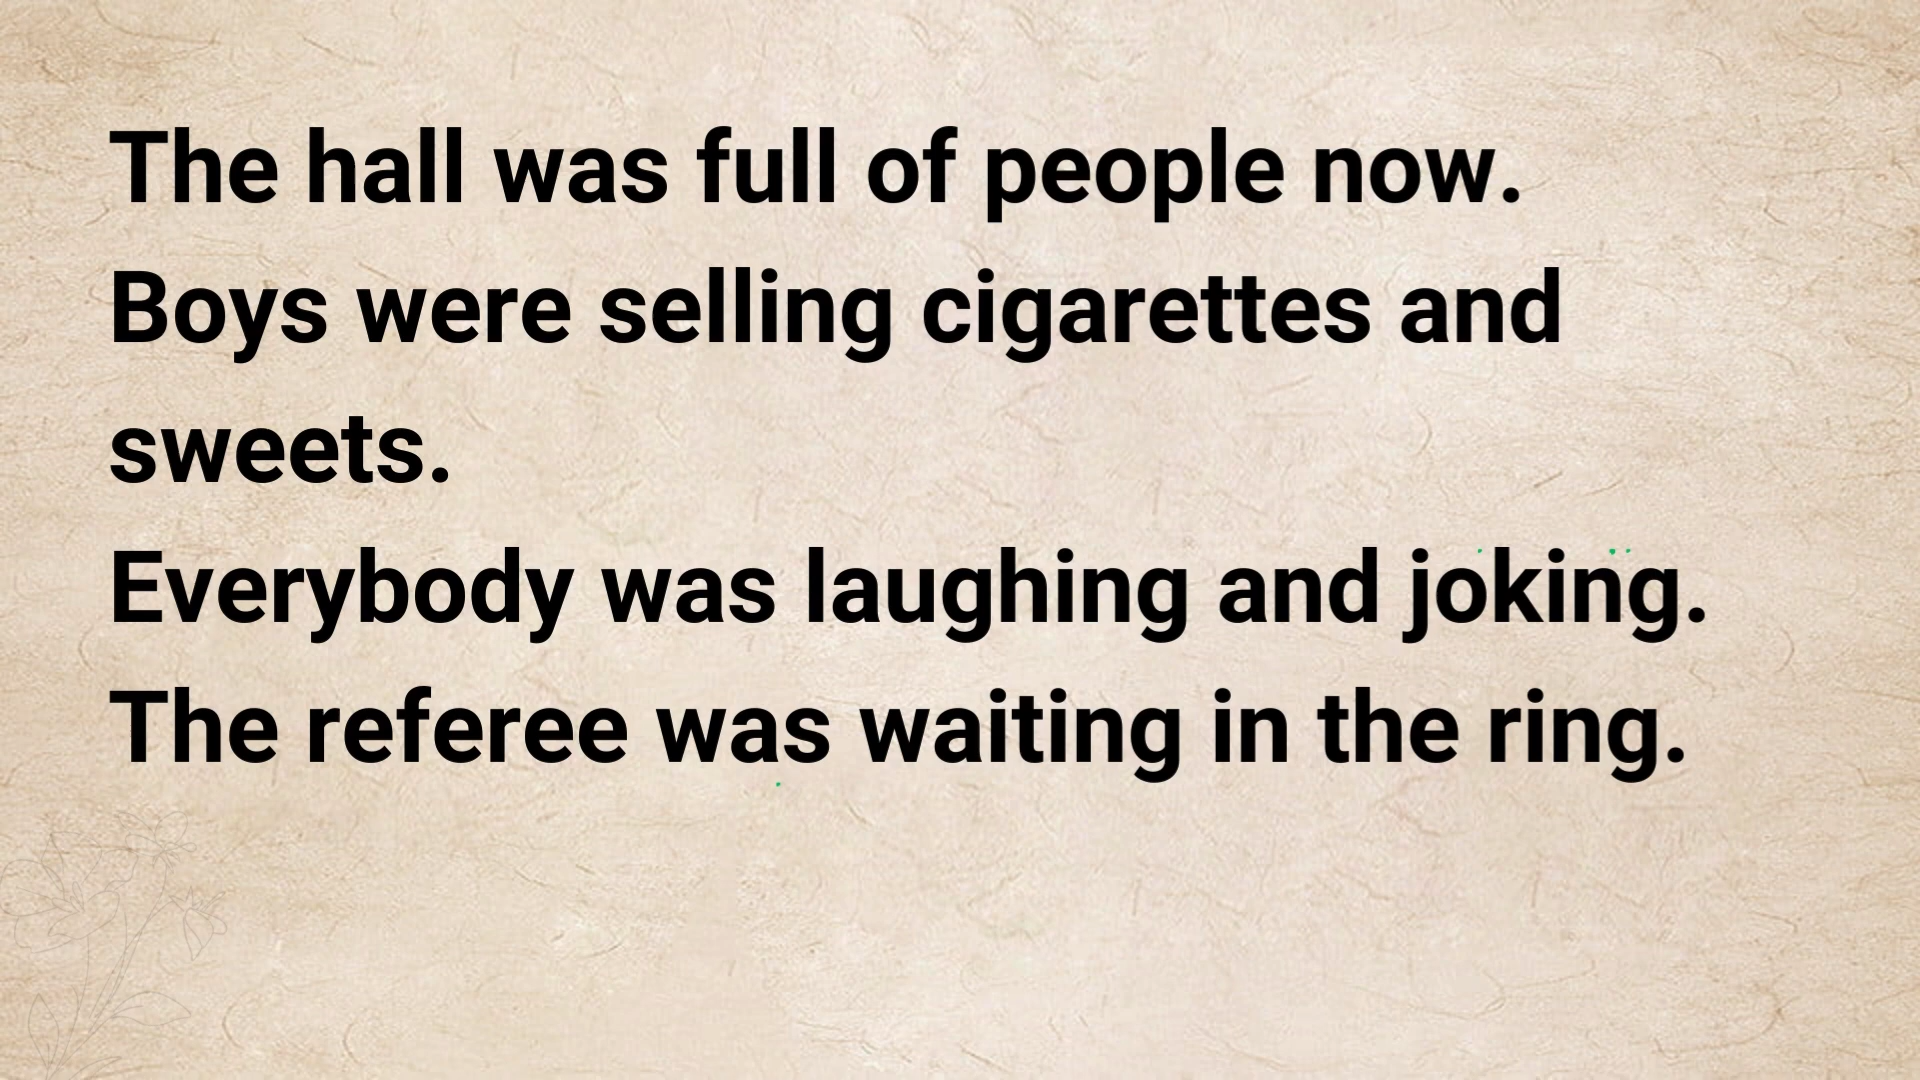 The hall was full of people now.
Boys were selling cigarettes and
sweets.
Everybody was laughing and joking.
The referee was waiting in the ring.